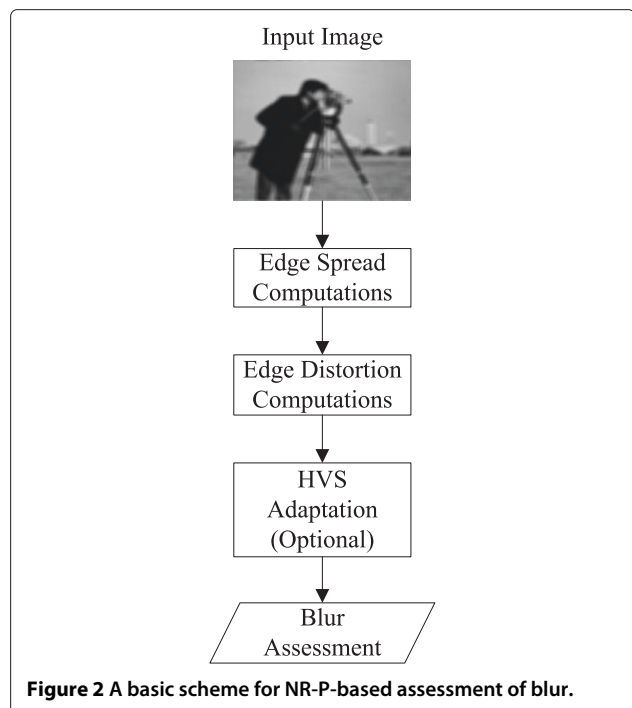 Input Image
Edge Spread
Computations
Edge Distortion
Computations
HVS
Adaptation
(Optional)
Blur
Assessment
Figure 2 A basic scheme for NR-P-based assessment of blur.